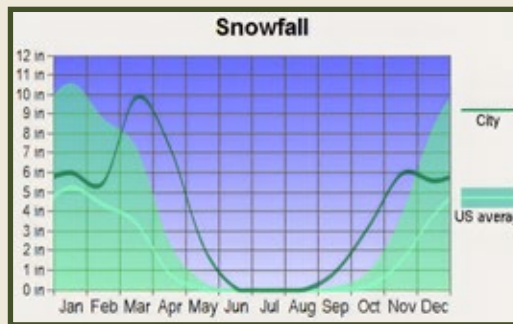 Snowfall
12 in
11 in
10 in
9 in
8 in
7 in
6 in
5 in
4 in
3 in
2 in
1 in
0 in
Jan Feb Mar Apr May Jun Jul Aug Sep Oct Nov Dec
City
US averag